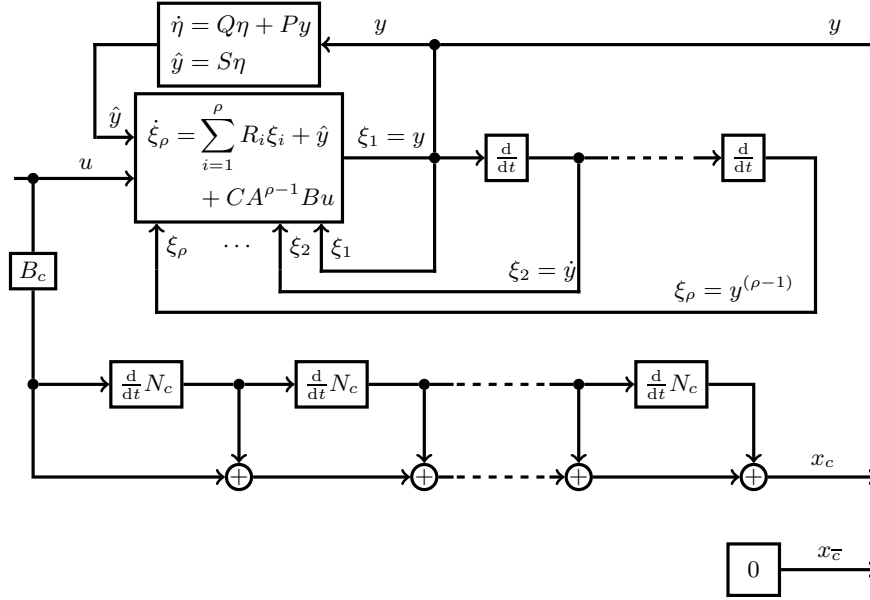 η̇ = Qη + Py
ŷ = Sη
y
y
ŷ
ξ̇_ρ = ∑_{i=1}^{ρ} R_i ξ_i + ŷ
+ CA^{ρ−1}Bu
ξ_1 = y
d/dt
d/dt
u
ξ_ρ ⋯ ξ_2 ξ_1
B_c
ξ_2 = ẏ
ξ_ρ = y^{(ρ−1)}
d/dt N_c
d/dt N_c
d/dt N_c
+
+
+
+
x_c
0
x_{c̅}